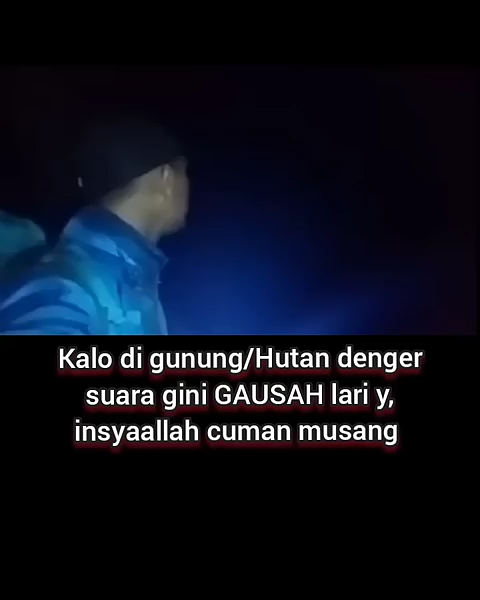 Kalo di gunung/Hutan denger
suara gini GAUSAH lari y,
insyaallah cuman musang